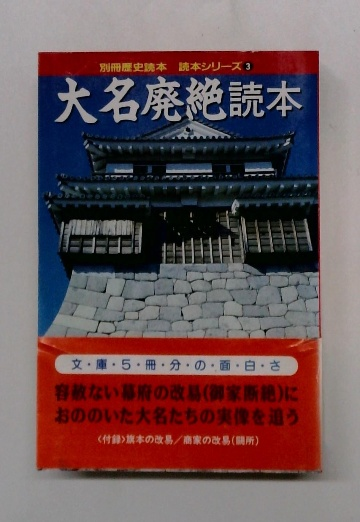 別冊歴史読本 読本シリーズ③
大名廃絶読本
文・庫・5・冊・分・の・面・白・さ
容赦ない幕府の改易(御家断絶)に
おののいた大名たちの実像を追う
〈付録〉旗本の改易/商家の改易(闕所)